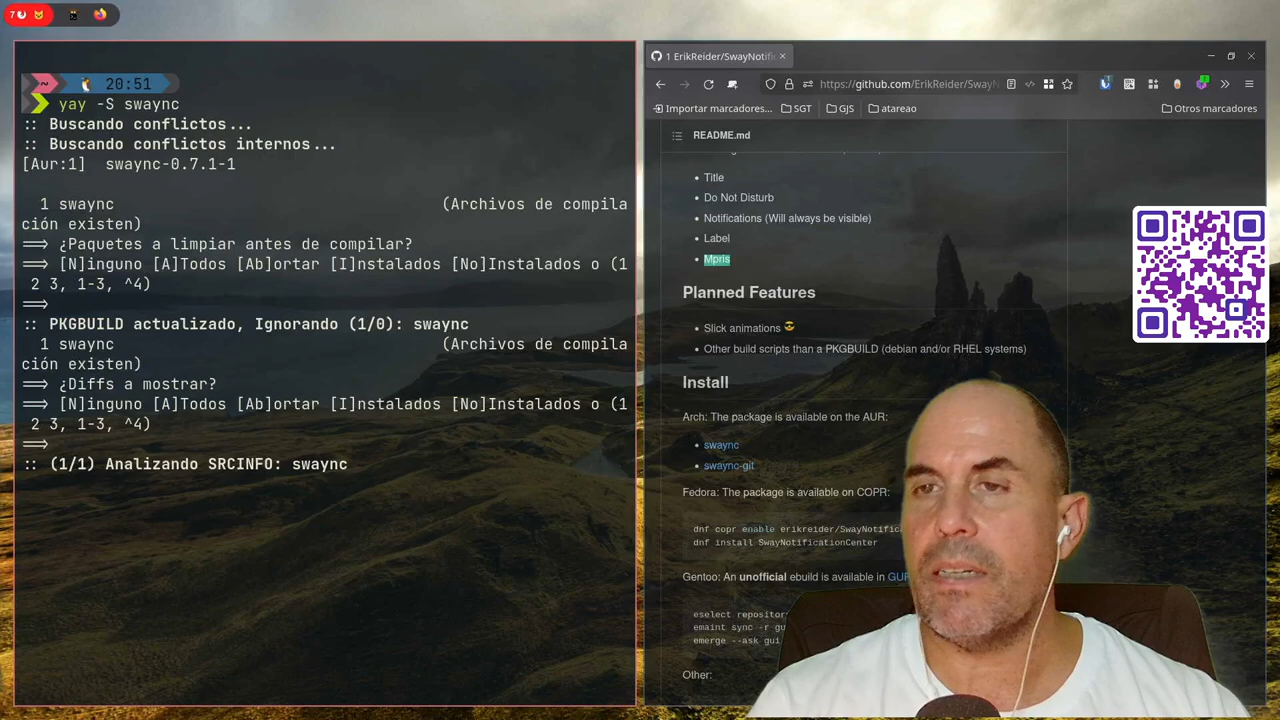 7
~ 20:51
yay -S swaync
:: Buscando conflictos...
:: Buscando conflictos internos...
[Aur:1]  swaync-0.7.1-1
1 swaync (Archivos de compila
ción existen)
==> ¿Paquetes a limpiar antes de compilar?
==> [N]inguno [A]Todos [Ab]ortar [I]nstalados [No]Instalados o (1
2 3, 1-3, ^4)
==>
:: PKGBUILD actualizado, Ignorando (1/0): swaync
1 swaync (Archivos de compila
ción existen)
==> ¿Diffs a mostrar?
==> [N]inguno [A]Todos [Ab]ortar [I]nstalados [No]Instalados o (1
2 3, 1-3, ^4)
==>
:: (1/1) Analizando SRCINFO: swaync
1 ErikReider/SwayNotific
https://github.com/ErikReider/SwayN
Importar marcadores... SGT GJS atareao Otros marcadores
README.md
• Title
• Do Not Disturb
• Notifications (Will always be visible)
• Label
• Mpris
Planned Features
• Slick animations 😎
• Other build scripts than a PKGBUILD (debian and/or RHEL systems)
Install
Arch: The package is available on the AUR:
• swaync
• swaync-git
Fedora: The package is available on COPR:
dnf copr enable erikreider/SwayNotifica
dnf install SwayNotificationCenter
Gentoo: An unofficial ebuild is available in GUR
eselect reposito
emaint sync -r gu
emerge --ask gui
Other: